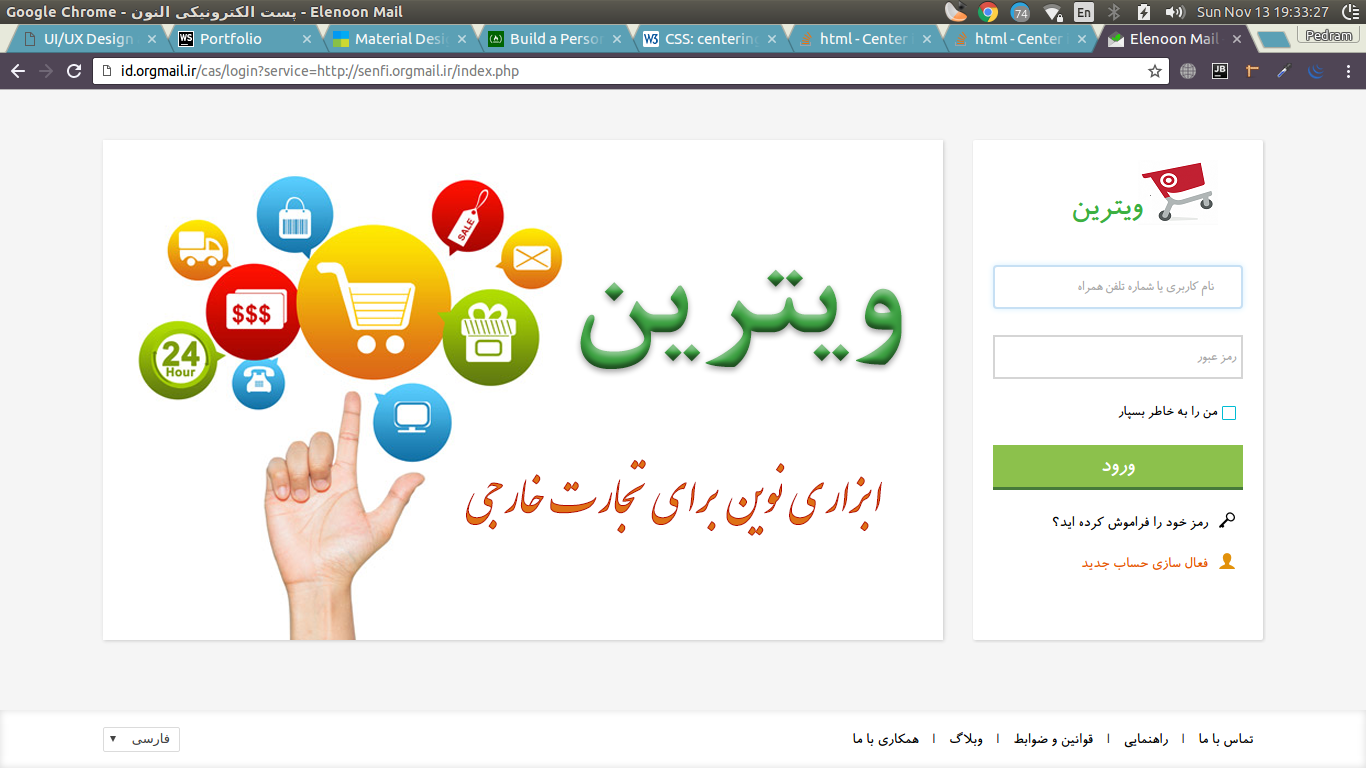 Google Chrome - پست الکترونیکی النون - Elenoon Mail
74
En
Sun Nov 13 19:33:27
UI/UX Design
WS Portfolio
Material Desi
Build a Perso
CSS: centering
html - Center
html - Center
Elenoon Mail
Pedram
id.orgmail.ir/cas/login?service=http://senfi.orgmail.ir/index.php
JB
SALE
$$$
24
Hour
ویترین
ابزاری نوین برای تجارت خارجی
ویترین
نام کاربری یا شماره تلفن همراه
رمز عبور
من را به خاطر بسپار
ورود
رمز خود را فراموش کرده اید؟
فعال سازی حساب جدید
تماس با ما | راهنمایی | قوانین و ضوابط | وبلاگ | همکاری با ما
فارسی